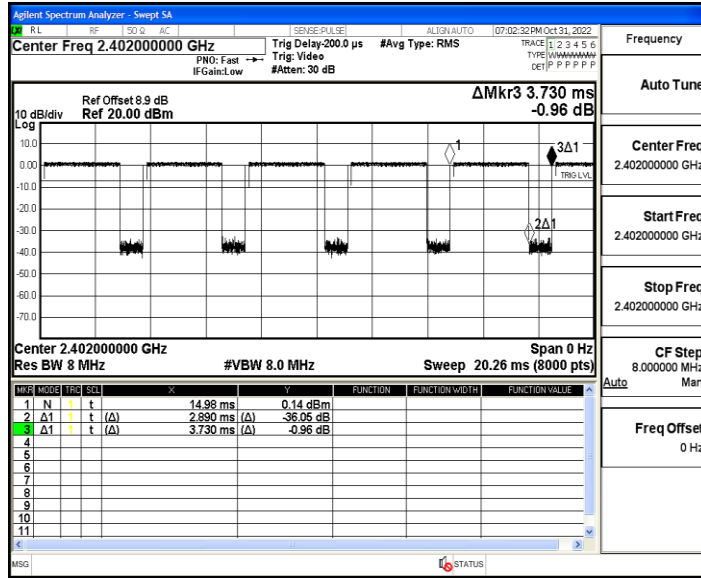 Agilent Spectrum Analyzer - Swept SA
RL RF 50 Ω AC SENSE:PULSE ALIGN AUTO 07:02:32 PM Oct 31, 2022
Center Freq 2.402000000 GHz Trig Delay-200.0 µs #Avg Type: RMS TRACE 1 2 3 4 5 6
PNO: Fast Trig: Video TYPE
IFGain:Low #Atten: 30 dB DET P P P P P P
ΔMkr3 3.730 ms
-0.96 dB
Ref Offset 8.9 dB
10 dB/div Ref 20.00 dBm
Log
10.0
0.00
-10.0
-20.0
-30.0
-40.0
-50.0
-60.0
-70.0
1
3Δ1
TRIG LVL
2Δ1
Center 2.402000000 GHz Span 0 Hz
Res BW 8 MHz #VBW 8.0 MHz Sweep 20.26 ms (8000 pts)
MKR MODE TRC SCL X Y FUNCTION FUNCTION WIDTH FUNCTION VALUE
1 N 1 t 14.98 ms 0.14 dBm
2 Δ1 1 t (Δ) 2.890 ms (Δ) -36.05 dB
3 Δ1 1 t (Δ) 3.730 ms (Δ) -0.96 dB
4
5
6
7
8
9
10
11
MSG STATUS
Frequency
Auto Tune
Center Freq
2.402000000 GHz
Start Freq
2.402000000 GHz
Stop Freq
2.402000000 GHz
CF Step
8.000000 MHz
Auto Man
Freq Offset
0 Hz